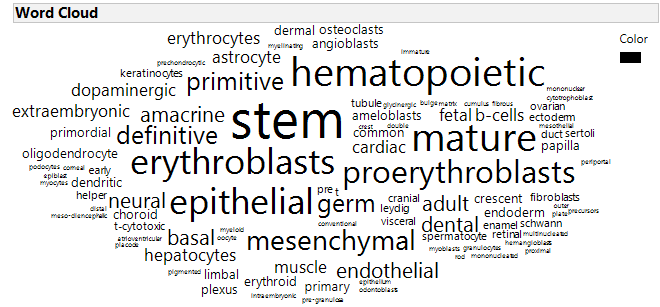 Word Cloud
Color
dermal osteoclasts
erythrocytes myelinating angioblasts
astrocyte immature
prechondrocytic
keratinocytes primitive hematopoietic
dopaminergic mononuclear
cytotrophoblast
extraembryonic amacrine stem tubule glycinergic bulge matrix cumulus fibrous ovarian
ameloblasts fetal b-cells ectoderm
primordial definitive crest double mesothelial
common mature duct sertoli
cardiac papilla
oligodendrocyte erythroblasts proerythroblasts periportal
podocytes corneal early
epiblast
myocytes dendritic
helper neural epithelial pre t germ cranial adult crescent fibroblasts
distal leydig outer
meso-diencephalic choroid visceral endoderm plate precursors
t-cytotoxic myeloid conventional dental enamel schwann
atrioventricular basal oocyte mesenchymal spermatocyte retinal multinucleated
placode hemangioblasts
hepatocytes myoblasts granulocytes proximal
rod mononucleated
pigmented limbal muscle endothelial
plexus erythroid primary epithelium
odontoblasts
intraembryonic pre-granulosa